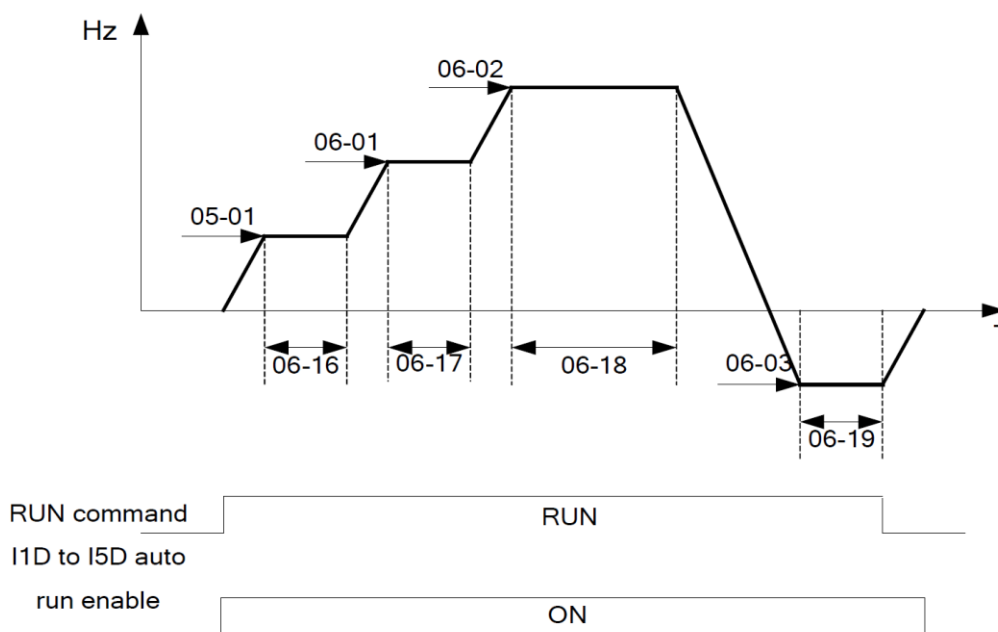 Hz
06-02
06-01
05-01
06-16
06-17
06-18
06-03
06-19
RUN command
RUN
I1D to I5D auto
run enable
ON